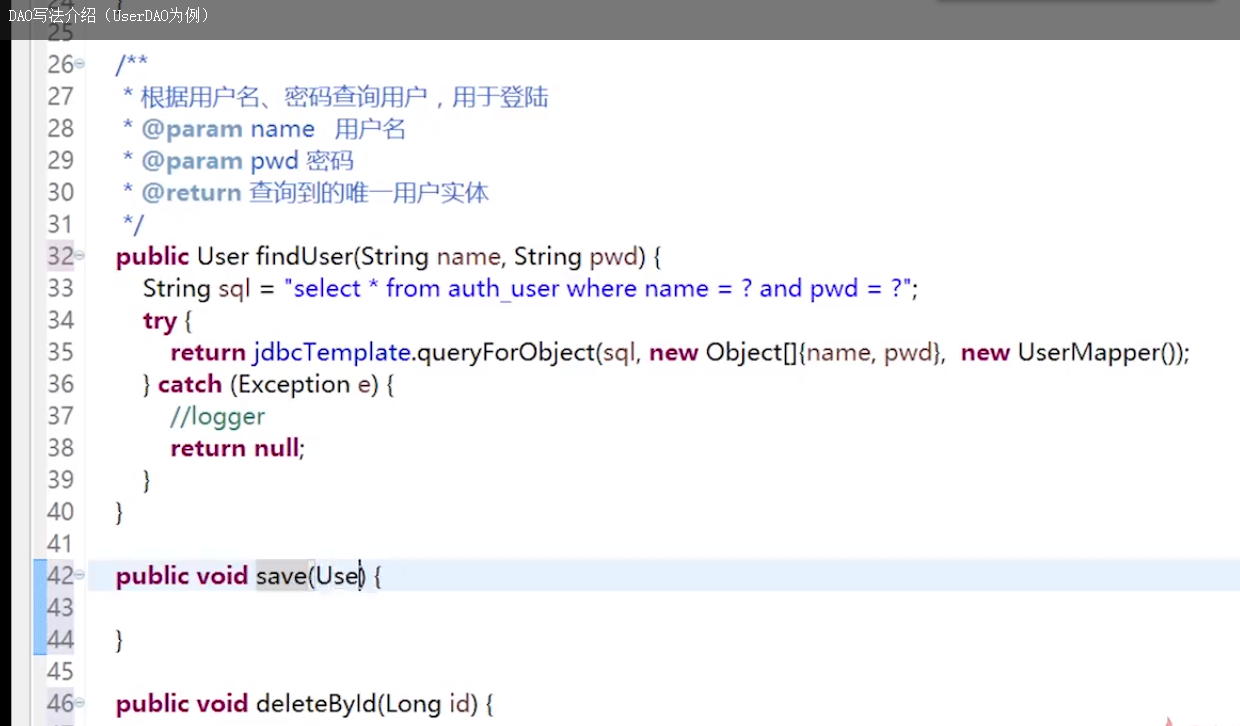 DAO写法介绍（UserDAO为例）
24 }
25
26 /**
27 * 根据用户名、密码查询用户，用于登陆
28 * @param name 用户名
29 * @param pwd 密码
30 * @return 查询到的唯一用户实体
31 */
32 public User findUser(String name, String pwd) {
33 String sql = "select * from auth_user where name = ? and pwd = ?";
34 try {
35 return jdbcTemplate.queryForObject(sql, new Object[]{name, pwd}, new UserMapper());
36 } catch (Exception e) {
37 //logger
38 return null;
39 }
40 }
41
42 public void save(Use) {
43
44 }
45
46 public void deleteById(Long id) {